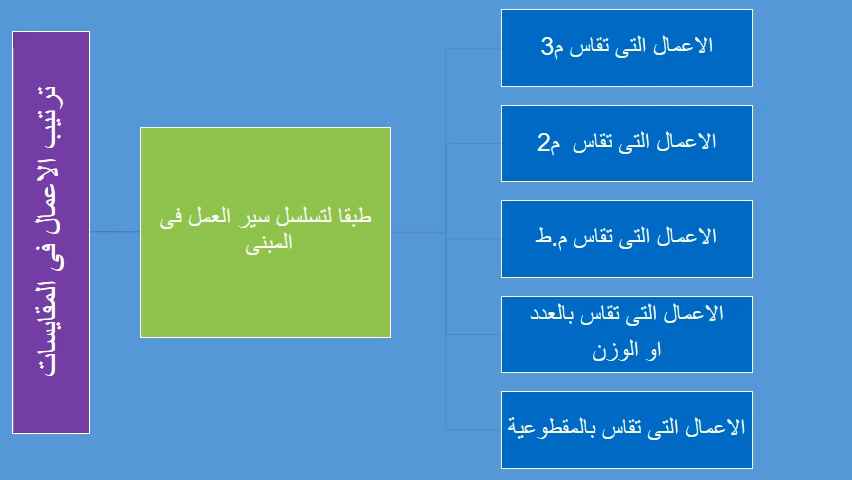 ترتيب الاعمال فى المقايسات
طبقا لتسلسل سير العمل فى
المبنى
الاعمال التى تقاس م3
الاعمال التى تقاس م2
الاعمال التى تقاس م.ط
الاعمال التى تقاس بالعدد
او الوزن
الاعمال التى تقاس بالمقطوعية